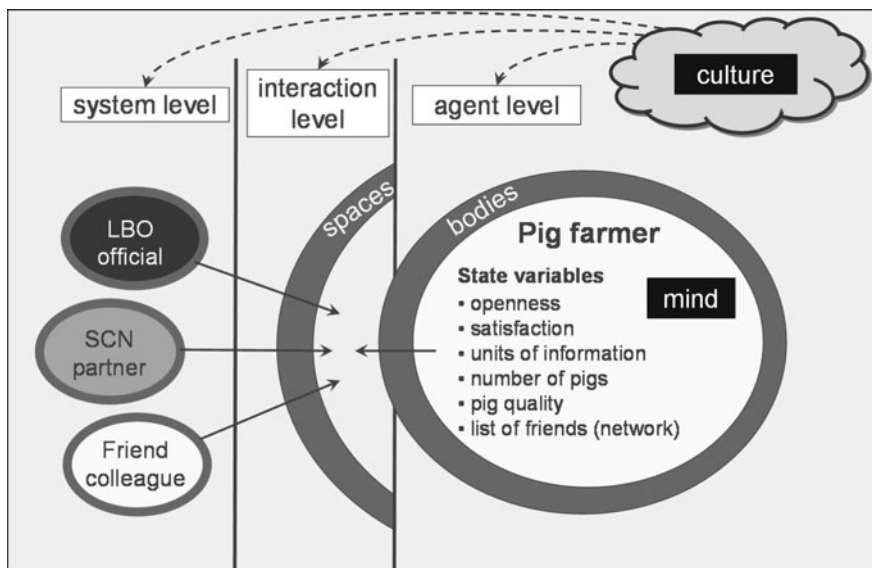 culture
system level
interaction
level
agent level
spaces
bodies
LBO
official
SCN
partner
Friend
colleague
Pig farmer
mind
State variables
▪ openness
▪ satisfaction
▪ units of information
▪ number of pigs
▪ pig quality
▪ list of friends (network)